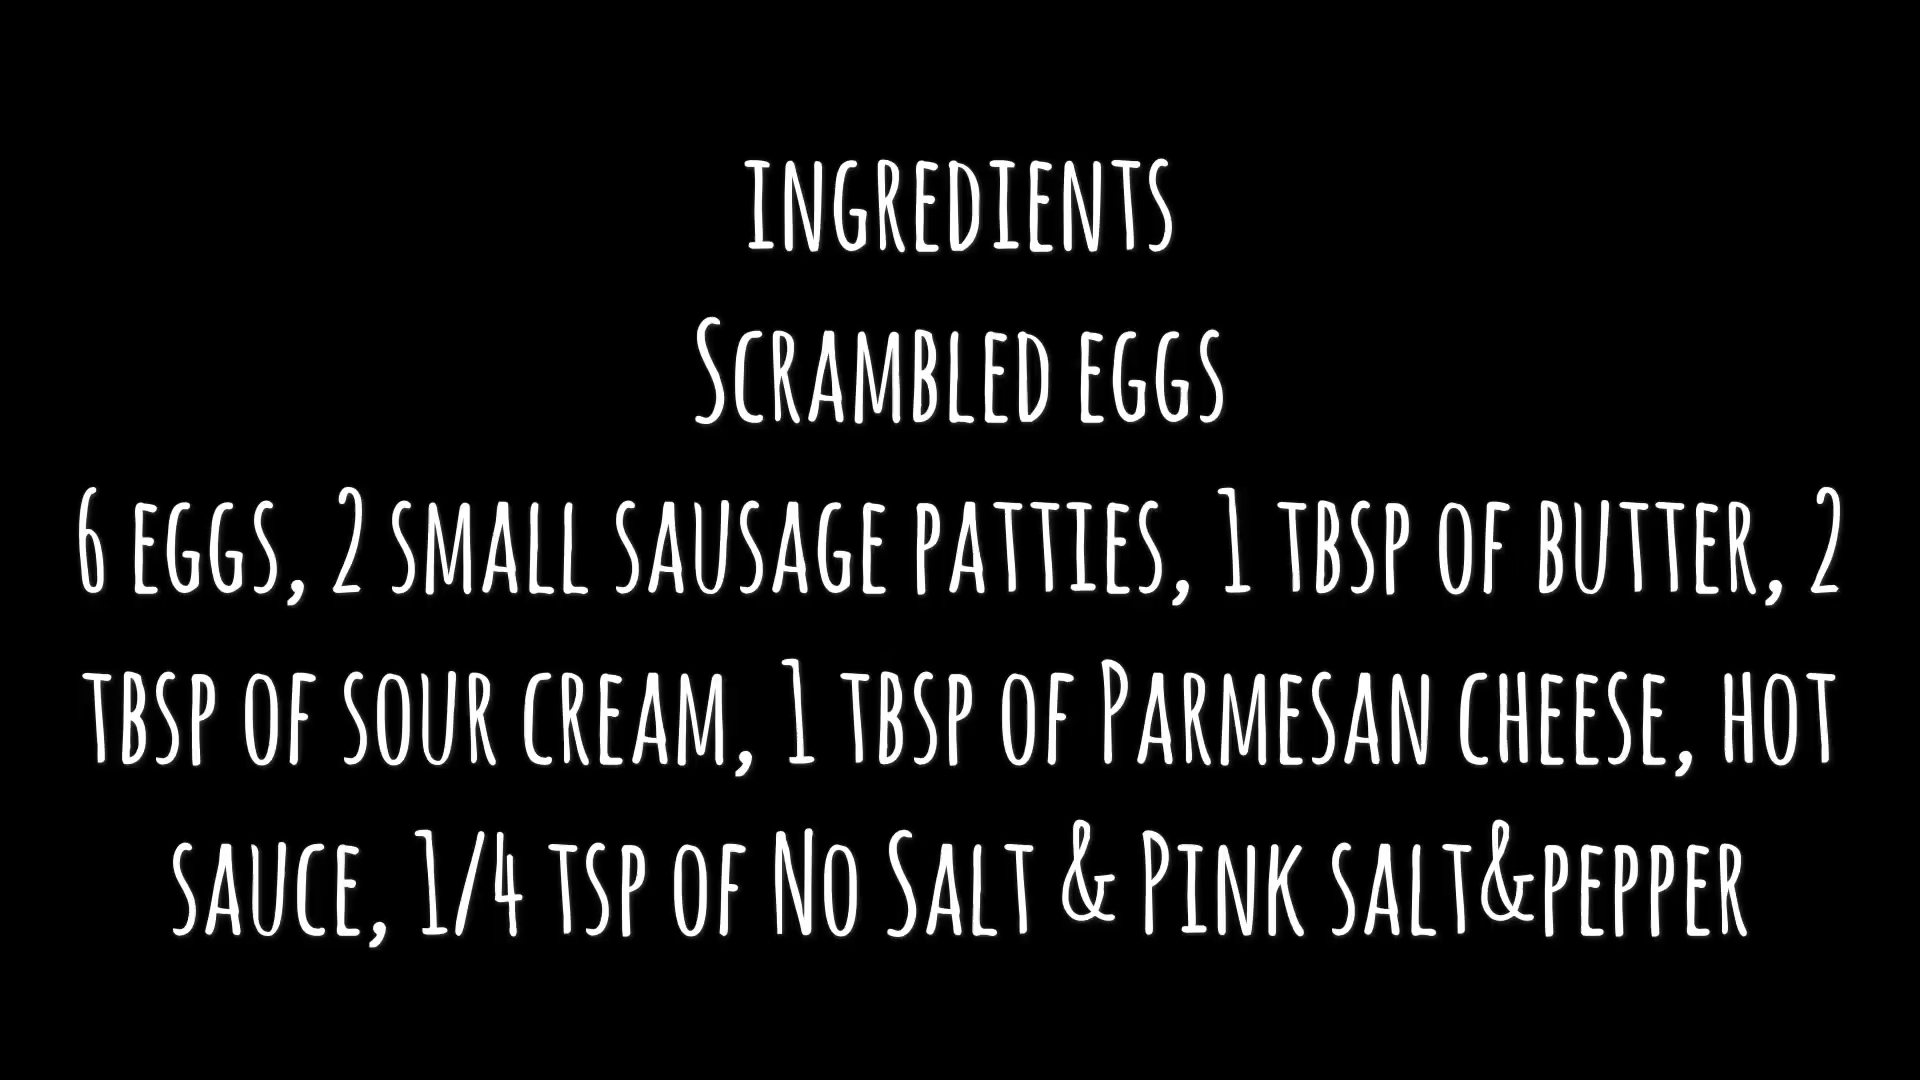 ingredients
Scrambled eggs
6 eggs, 2 small sausage patties, 1 tbsp of butter, 2
tbsp of sour cream, 1 tbsp of Parmesan cheese, hot
sauce, 1/4 tsp of No Salt & Pink salt&pepper